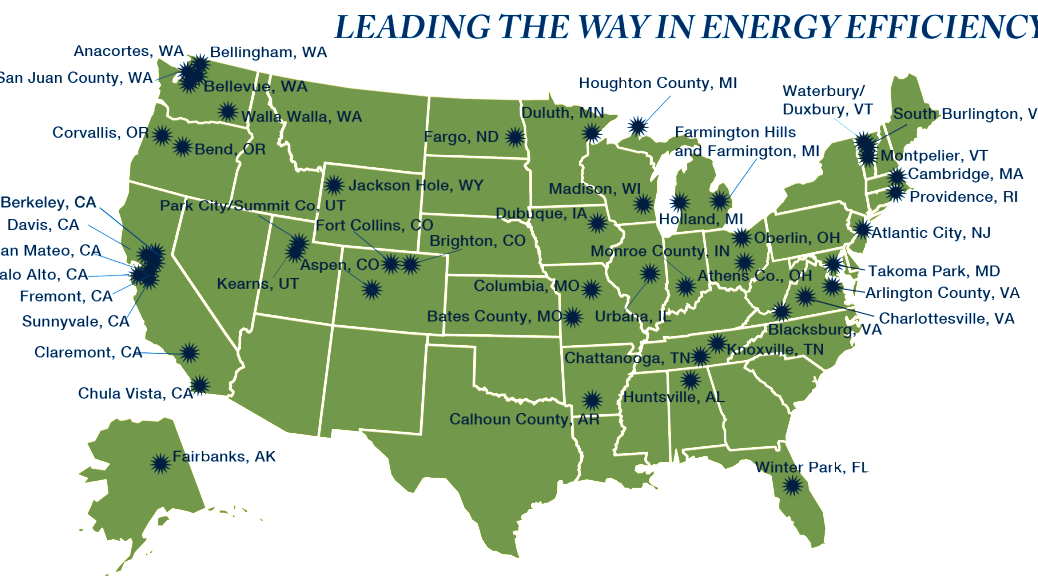 LEADING THE WAY IN ENERGY EFFICIENCY
Anacortes, WA
Bellingham, WA
San Juan County, WA
Bellevue, WA
Walla Walla, WA
Corvallis, OR
Bend, OR
Berkeley, CA
Davis, CA
an Mateo, CA
alo Alto, CA
Fremont, CA
Sunnyvale, CA
Claremont, CA
Chula Vista, CA
Fairbanks, AK
Jackson Hole, WY
Park City/Summit Co, UT
Kearns, UT
Fort Collins, CO
Brighton, CO
Aspen, CO
Fargo, ND
Duluth, MN
Houghton County, MI
Farmington Hills
and Farmington, MI
Madison, WI
Holland, MI
Dubuque, IA
Monroe County, IN
Oberlin, OH
Athens Co., OH
Columbia, MO
Bates County, MO
Urbana, IL
Chattanooga, TN
Knoxville, TN
Huntsville, AL
Calhoun County, AR
Winter Park, FL
Waterbury/
Duxbury, VT
South Burlington, V
Montpelier, VT
Cambridge, MA
Providence, RI
Atlantic City, NJ
Takoma Park, MD
Arlington County, VA
Charlottesville, VA
Blacksburg, VA